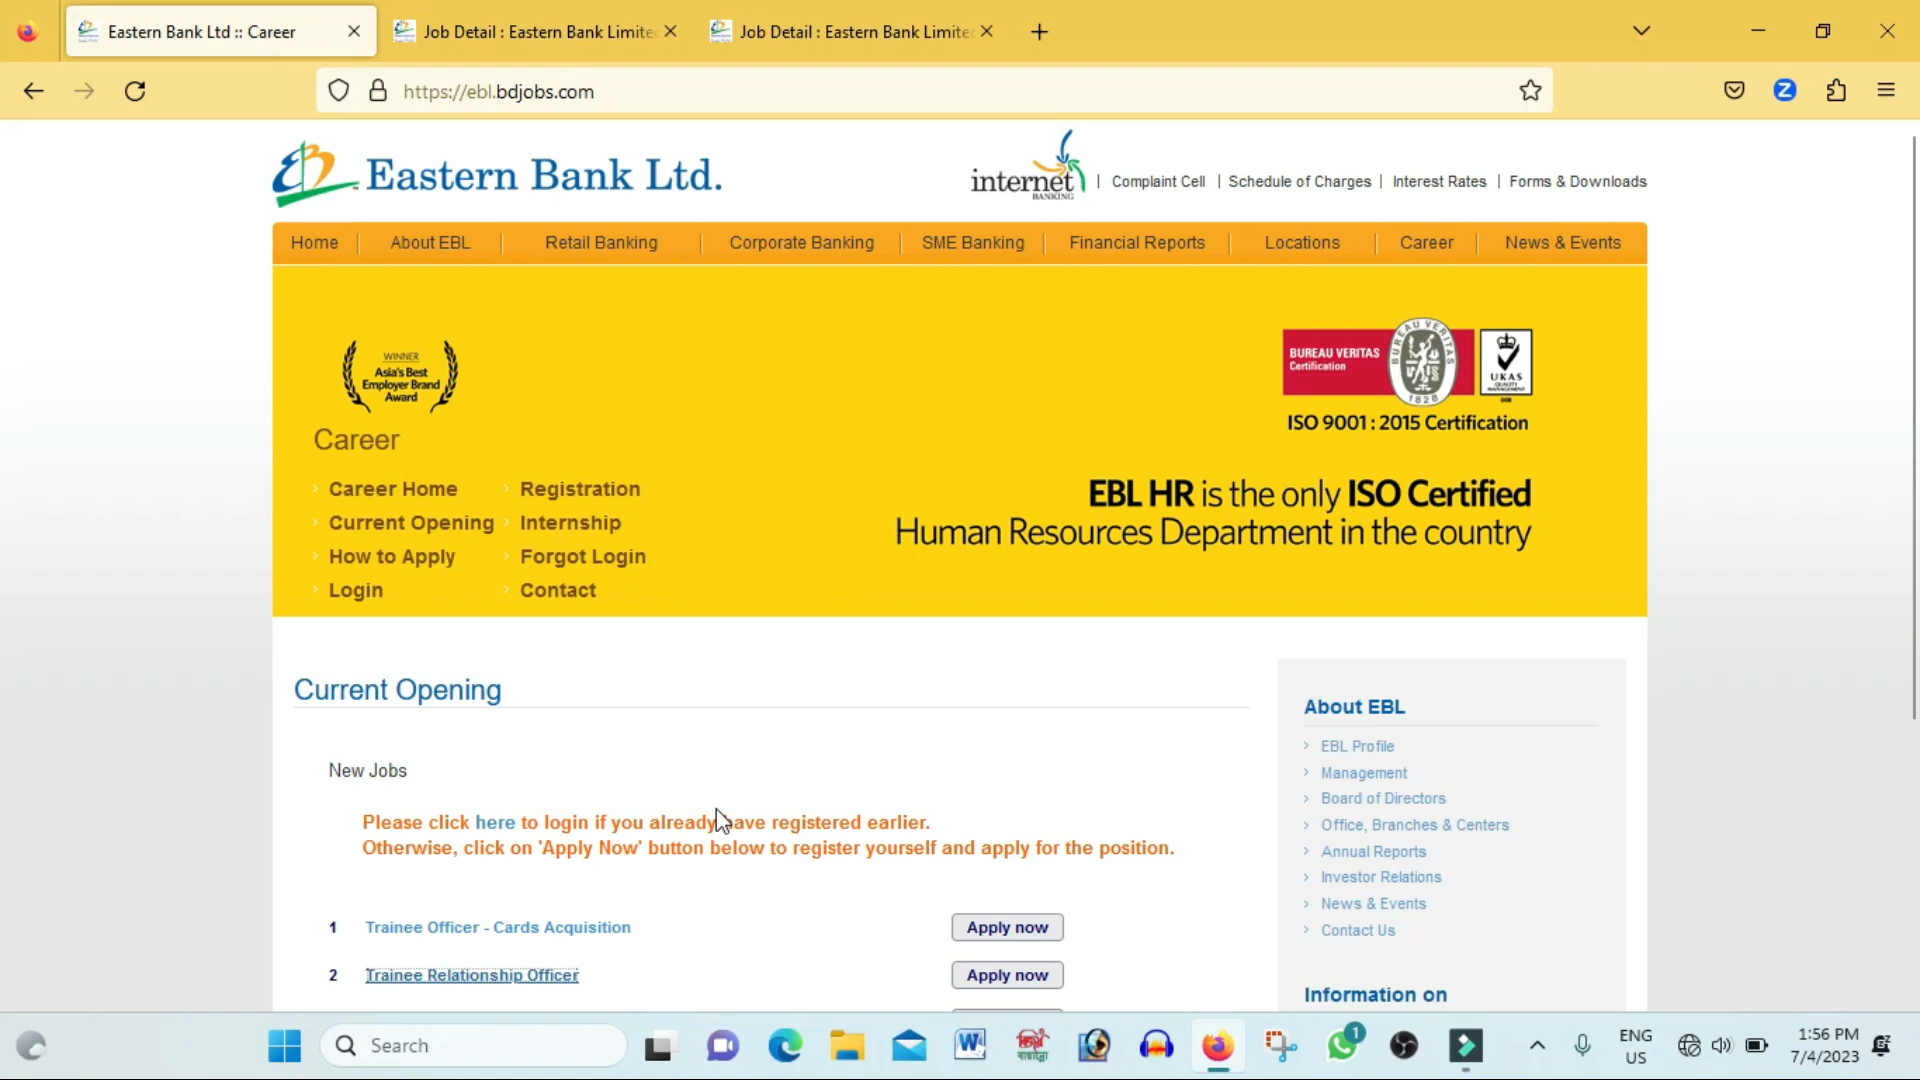 Eastern Bank Ltd :: Career
Job Detail : Eastern Bank Limite
Job Detail : Eastern Bank Limite
https://ebl.bdjobs.com
Z
Eastern Bank Ltd.
internet
BANKING
Complaint Cell | Schedule of Charges | Interest Rates | Forms & Downloads
Home
About EBL
Retail Banking
Corporate Banking
SME Banking
Financial Reports
Locations
Career
News & Events
WINNER
Asia's Best
Employer Brand
Award
BUREAU VERITAS
Certification
BUREAU VERITAS
1828
UKAS
QUALITY
MANAGEMENT
008
ISO 9001 : 2015 Certification
Career
Career Home
Registration
Current Opening
Internship
How to Apply
Forgot Login
Login
Contact
EBL HR is the only ISO Certified
Human Resources Department in the country
Current Opening
New Jobs
Please click here to login if you already have registered earlier.
Otherwise, click on 'Apply Now' button below to register yourself and apply for the position.
1 Trainee Officer - Cards Acquisition Apply now
2 Trainee Relationship Officer Apply now
About EBL
EBL Profile
Management
Board of Directors
Office, Branches & Centers
Annual Reports
Investor Relations
News & Events
Contact Us
Information on
Search
W
1
ENG
US
1:56 PM
7/4/2023